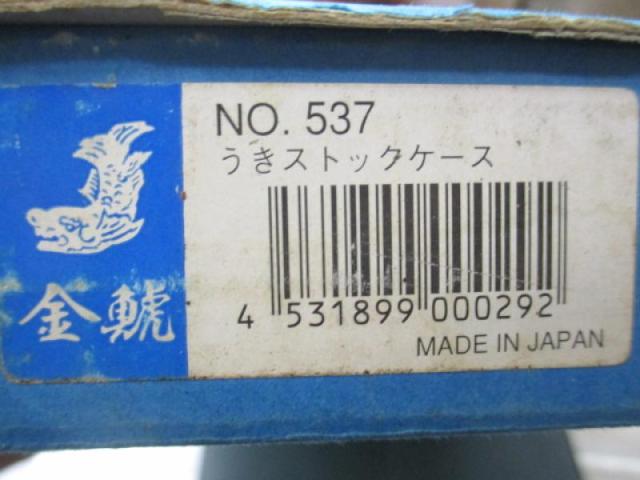 NO. 537
うきストックケース
4 531899 000292
MADE IN JAPAN
金鯱